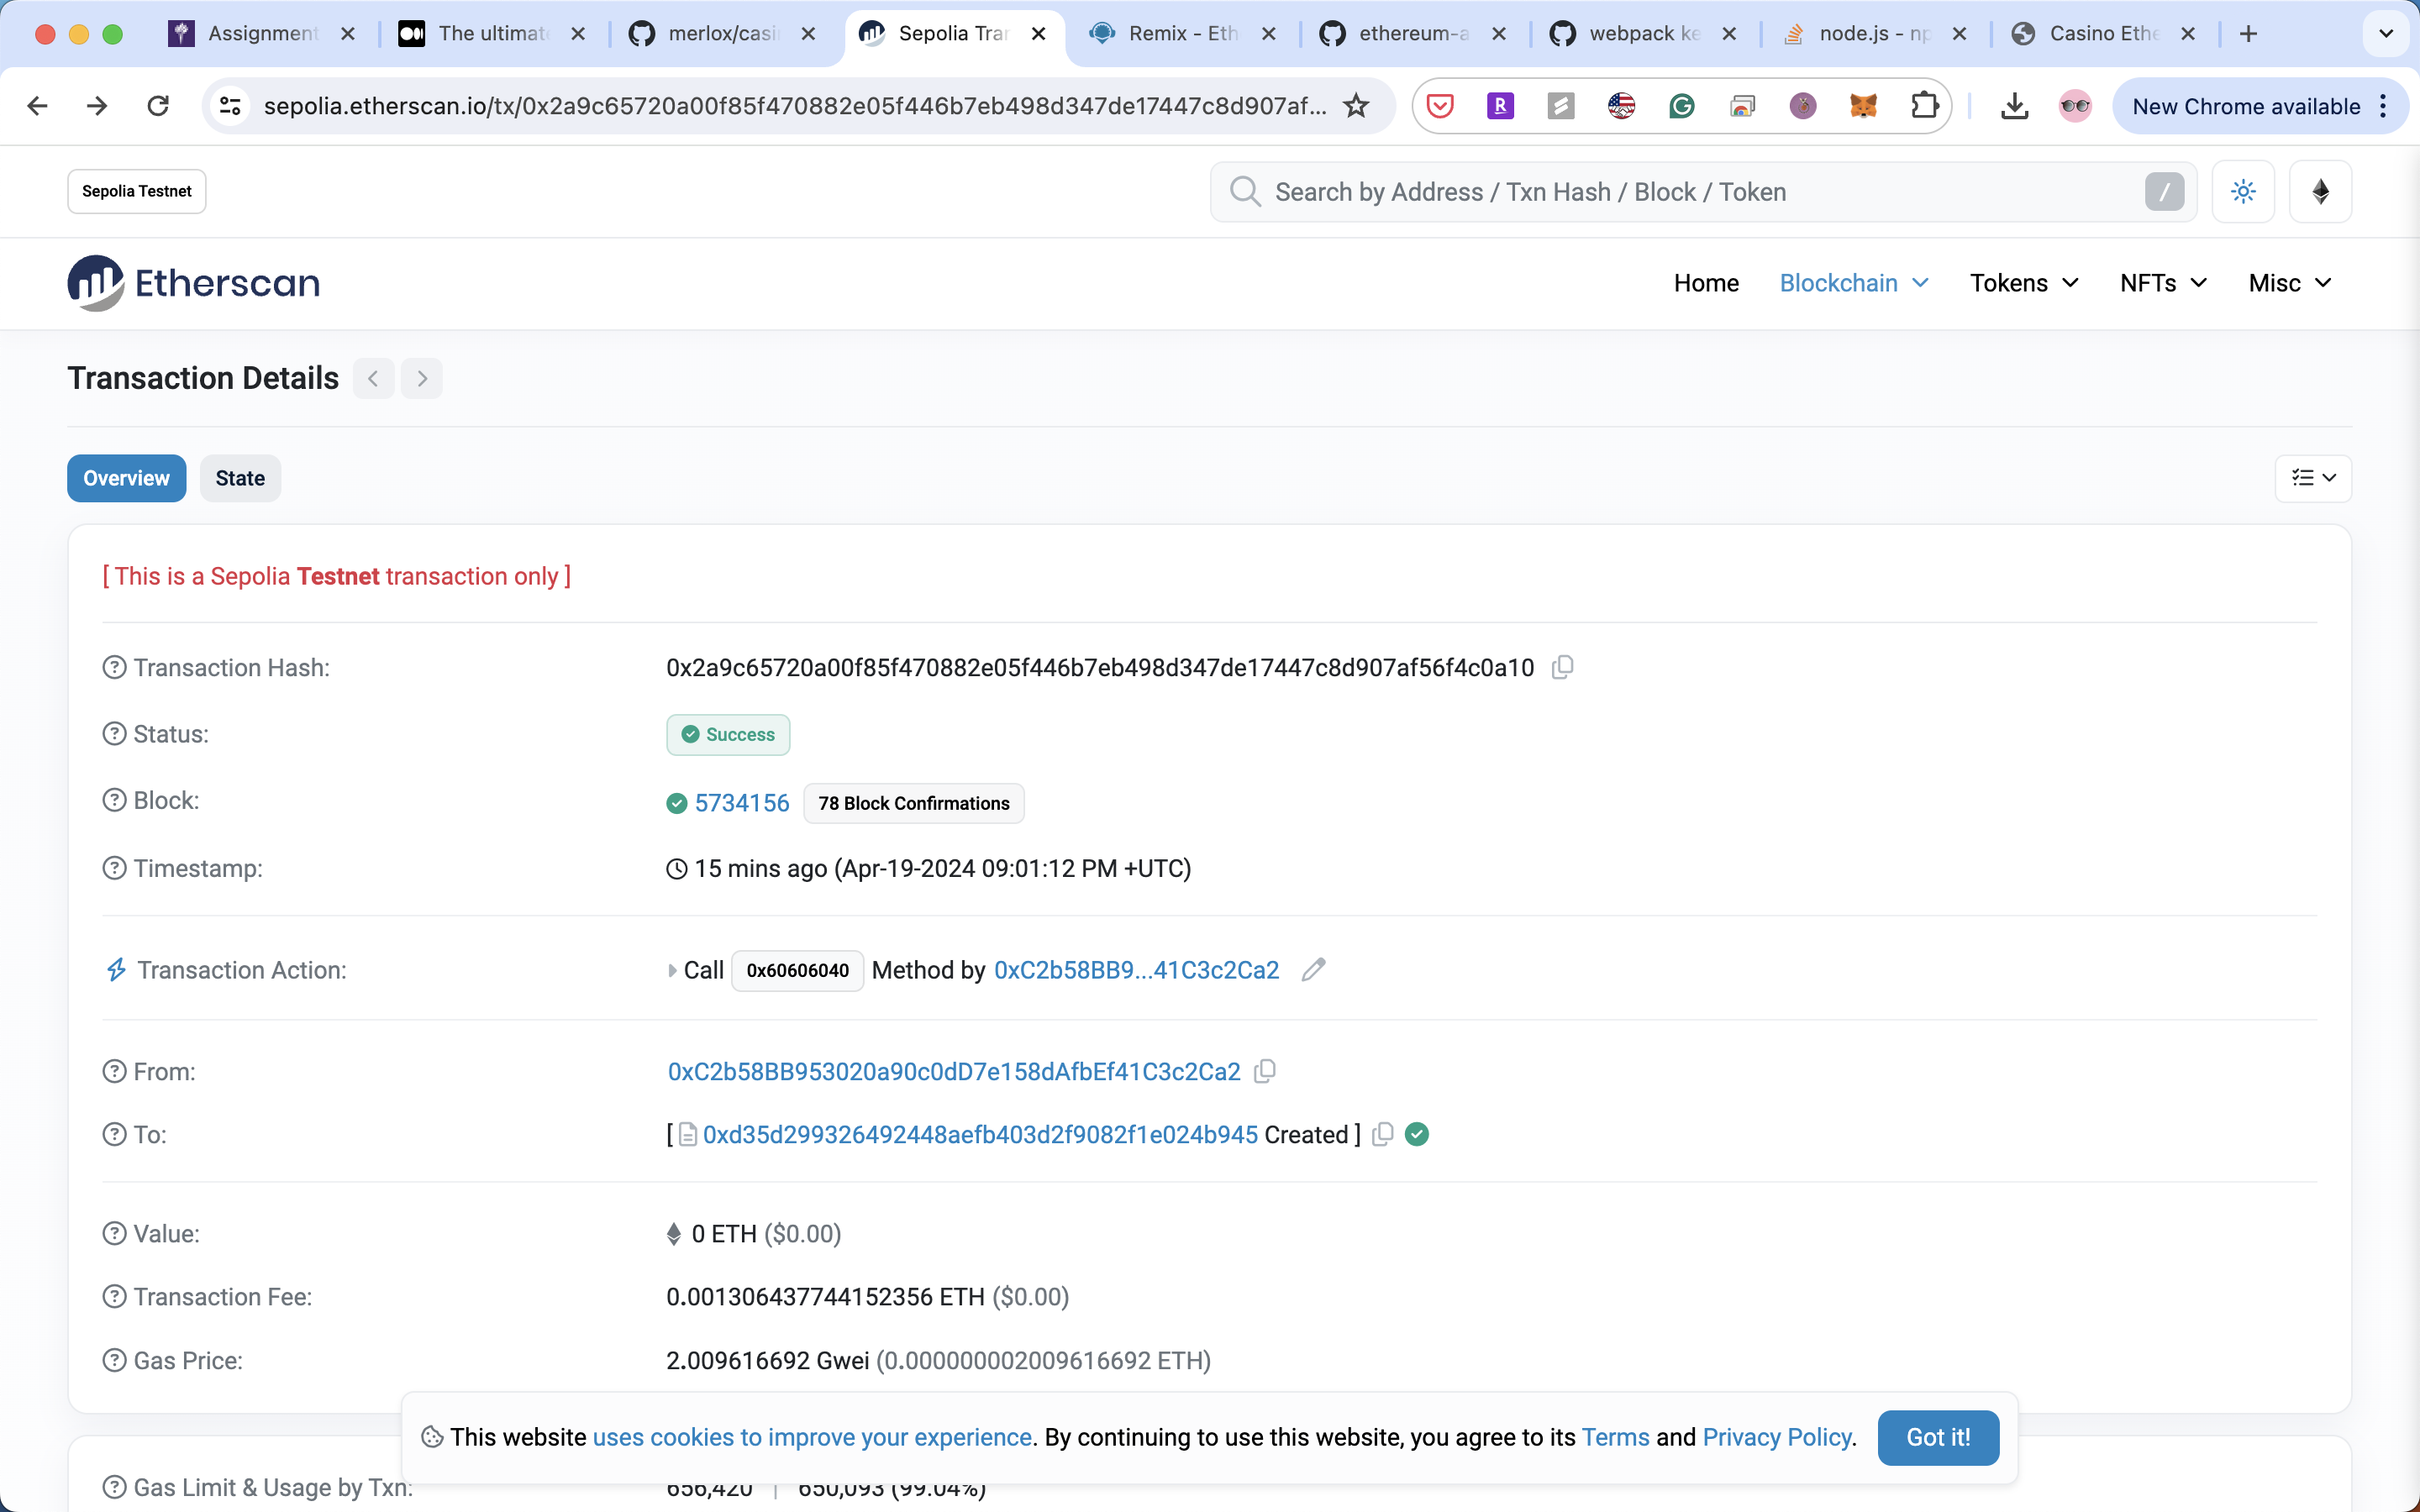 Assignment
The ultimate
merlox/casi
Sepolia Tran
Remix - Eth
ethereum-a
webpack ke
node.js - np
Casino Ethe
sepolia.etherscan.io/tx/0x2a9c65720a00f85f470882e05f446b7eb498d347de17447c8d907af...
New Chrome available
Sepolia Testnet
Search by Address / Txn Hash / Block / Token
/
Etherscan
Home
Blockchain
Tokens
NFTs
Misc
Transaction Details
Overview
State
[ This is a Sepolia Testnet transaction only ]
Transaction Hash:
0x2a9c65720a00f85f470882e05f446b7eb498d347de17447c8d907af56f4c0a10
Status:
Success
Block:
5734156
78 Block Confirmations
Timestamp:
15 mins ago (Apr-19-2024 09:01:12 PM +UTC)
Transaction Action:
Call 0x60606040 Method by 0xC2b58BB9...41C3c2Ca2
From:
0xC2b58BB953020a90c0dD7e158dAfbEf41C3c2Ca2
To:
[ 0xd35d299326492448aefb403d2f9082f1e024b945 Created ]
Value:
0 ETH ($0.00)
Transaction Fee:
0.001306437744152356 ETH ($0.00)
Gas Price:
2.009616692 Gwei (0.000000002009616692 ETH)
This website uses cookies to improve your experience. By continuing to use this website, you agree to its Terms and Privacy Policy.
Got it!
Gas Limit & Usage by Txn:
656,420 | 650,093 (99.04%)